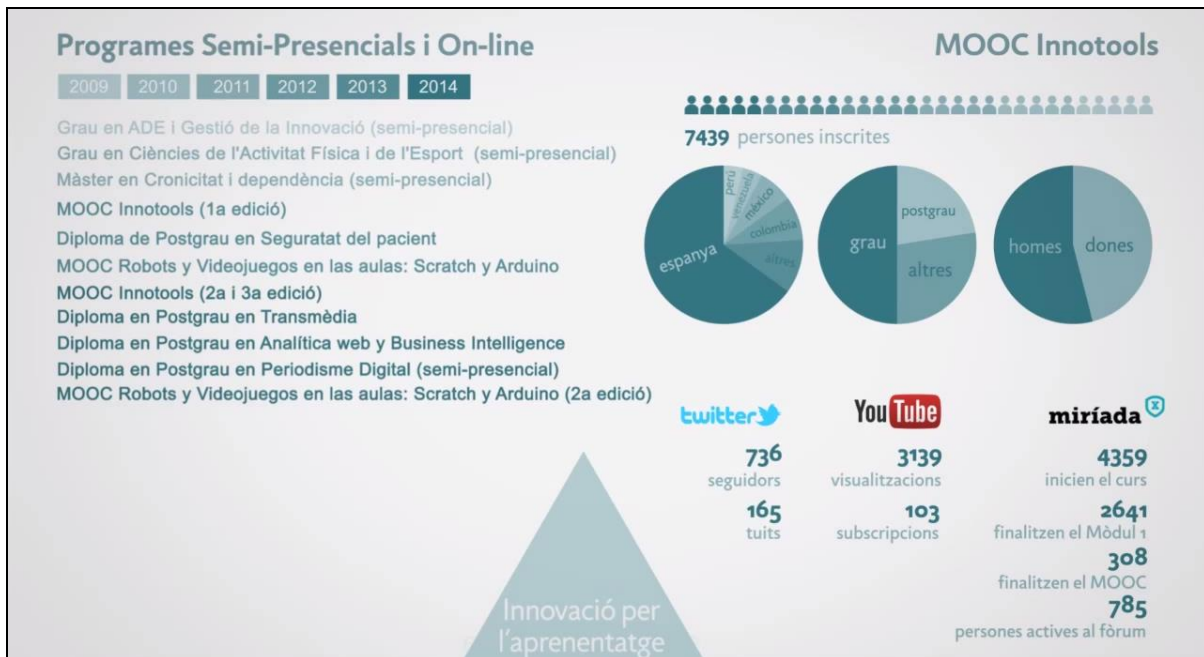 Programes Semi-Presencials i On-line
2009 2010 2011 2012 2013 2014
Grau en ADE i Gestió de la Innovació (semi-presencial)
Grau en Ciències de l'Activitat Física i de l'Esport (semi-presencial)
Màster en Cronicitat i dependència (semi-presencial)
MOOC Innotools (1a edició)
Diploma de Postgrau en Seguratat del pacient
MOOC Robots y Videojuegos en las aulas: Scratch y Arduino
MOOC Innotools (2a i 3a edició)
Diploma en Postgrau en Transmèdia
Diploma en Postgrau en Analítica web y Business Intelligence
Diploma en Postgrau en Periodisme Digital (semi-presencial)
MOOC Robots y Videojuegos en las aulas: Scratch y Arduino (2a edició)
MOOC Innotools
7439 persones inscrites
perú
venezuela
mèxico
colombia
altres
espanya
postgrau
grau
altres
homes
dones
twitter
736
seguidors
165
tuits
YouTube
3139
visualitzacions
103
subscripcions
miríada X
4359
inicien el curs
2641
finalitzen el Mòdul 1
308
finalitzen el MOOC
785
persones actives al fòrum
Innovació per
l'aprenentatge